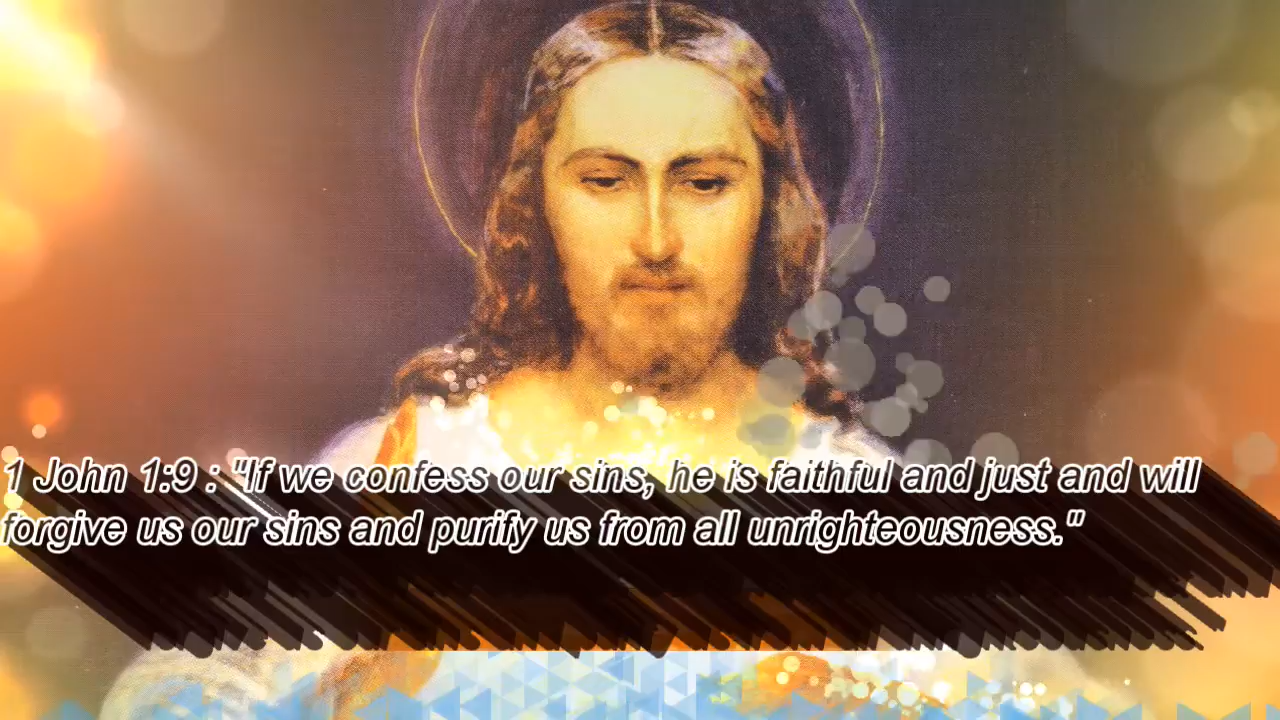 1 John 1:9 : "If we confess our sins, he is faithful and just and will
forgive us our sins and purify us from all unrighteousness."